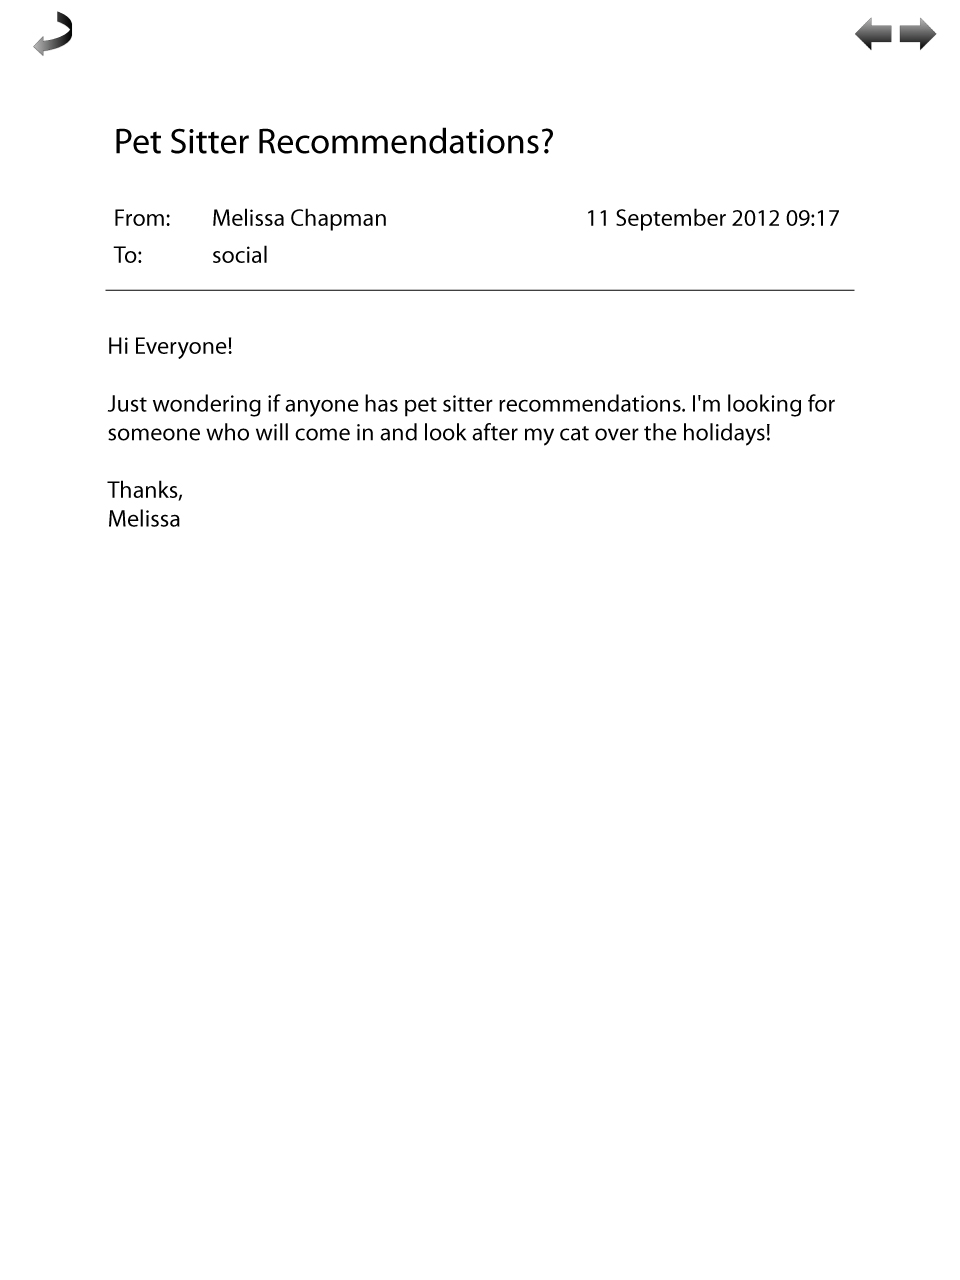 Pet Sitter Recommendations?
From: Melissa Chapman 11 September 2012 09:17
To: social
Hi Everyone!
Just wondering if anyone has pet sitter recommendations. I'm looking for
someone who will come in and look after my cat over the holidays!
Thanks,
Melissa